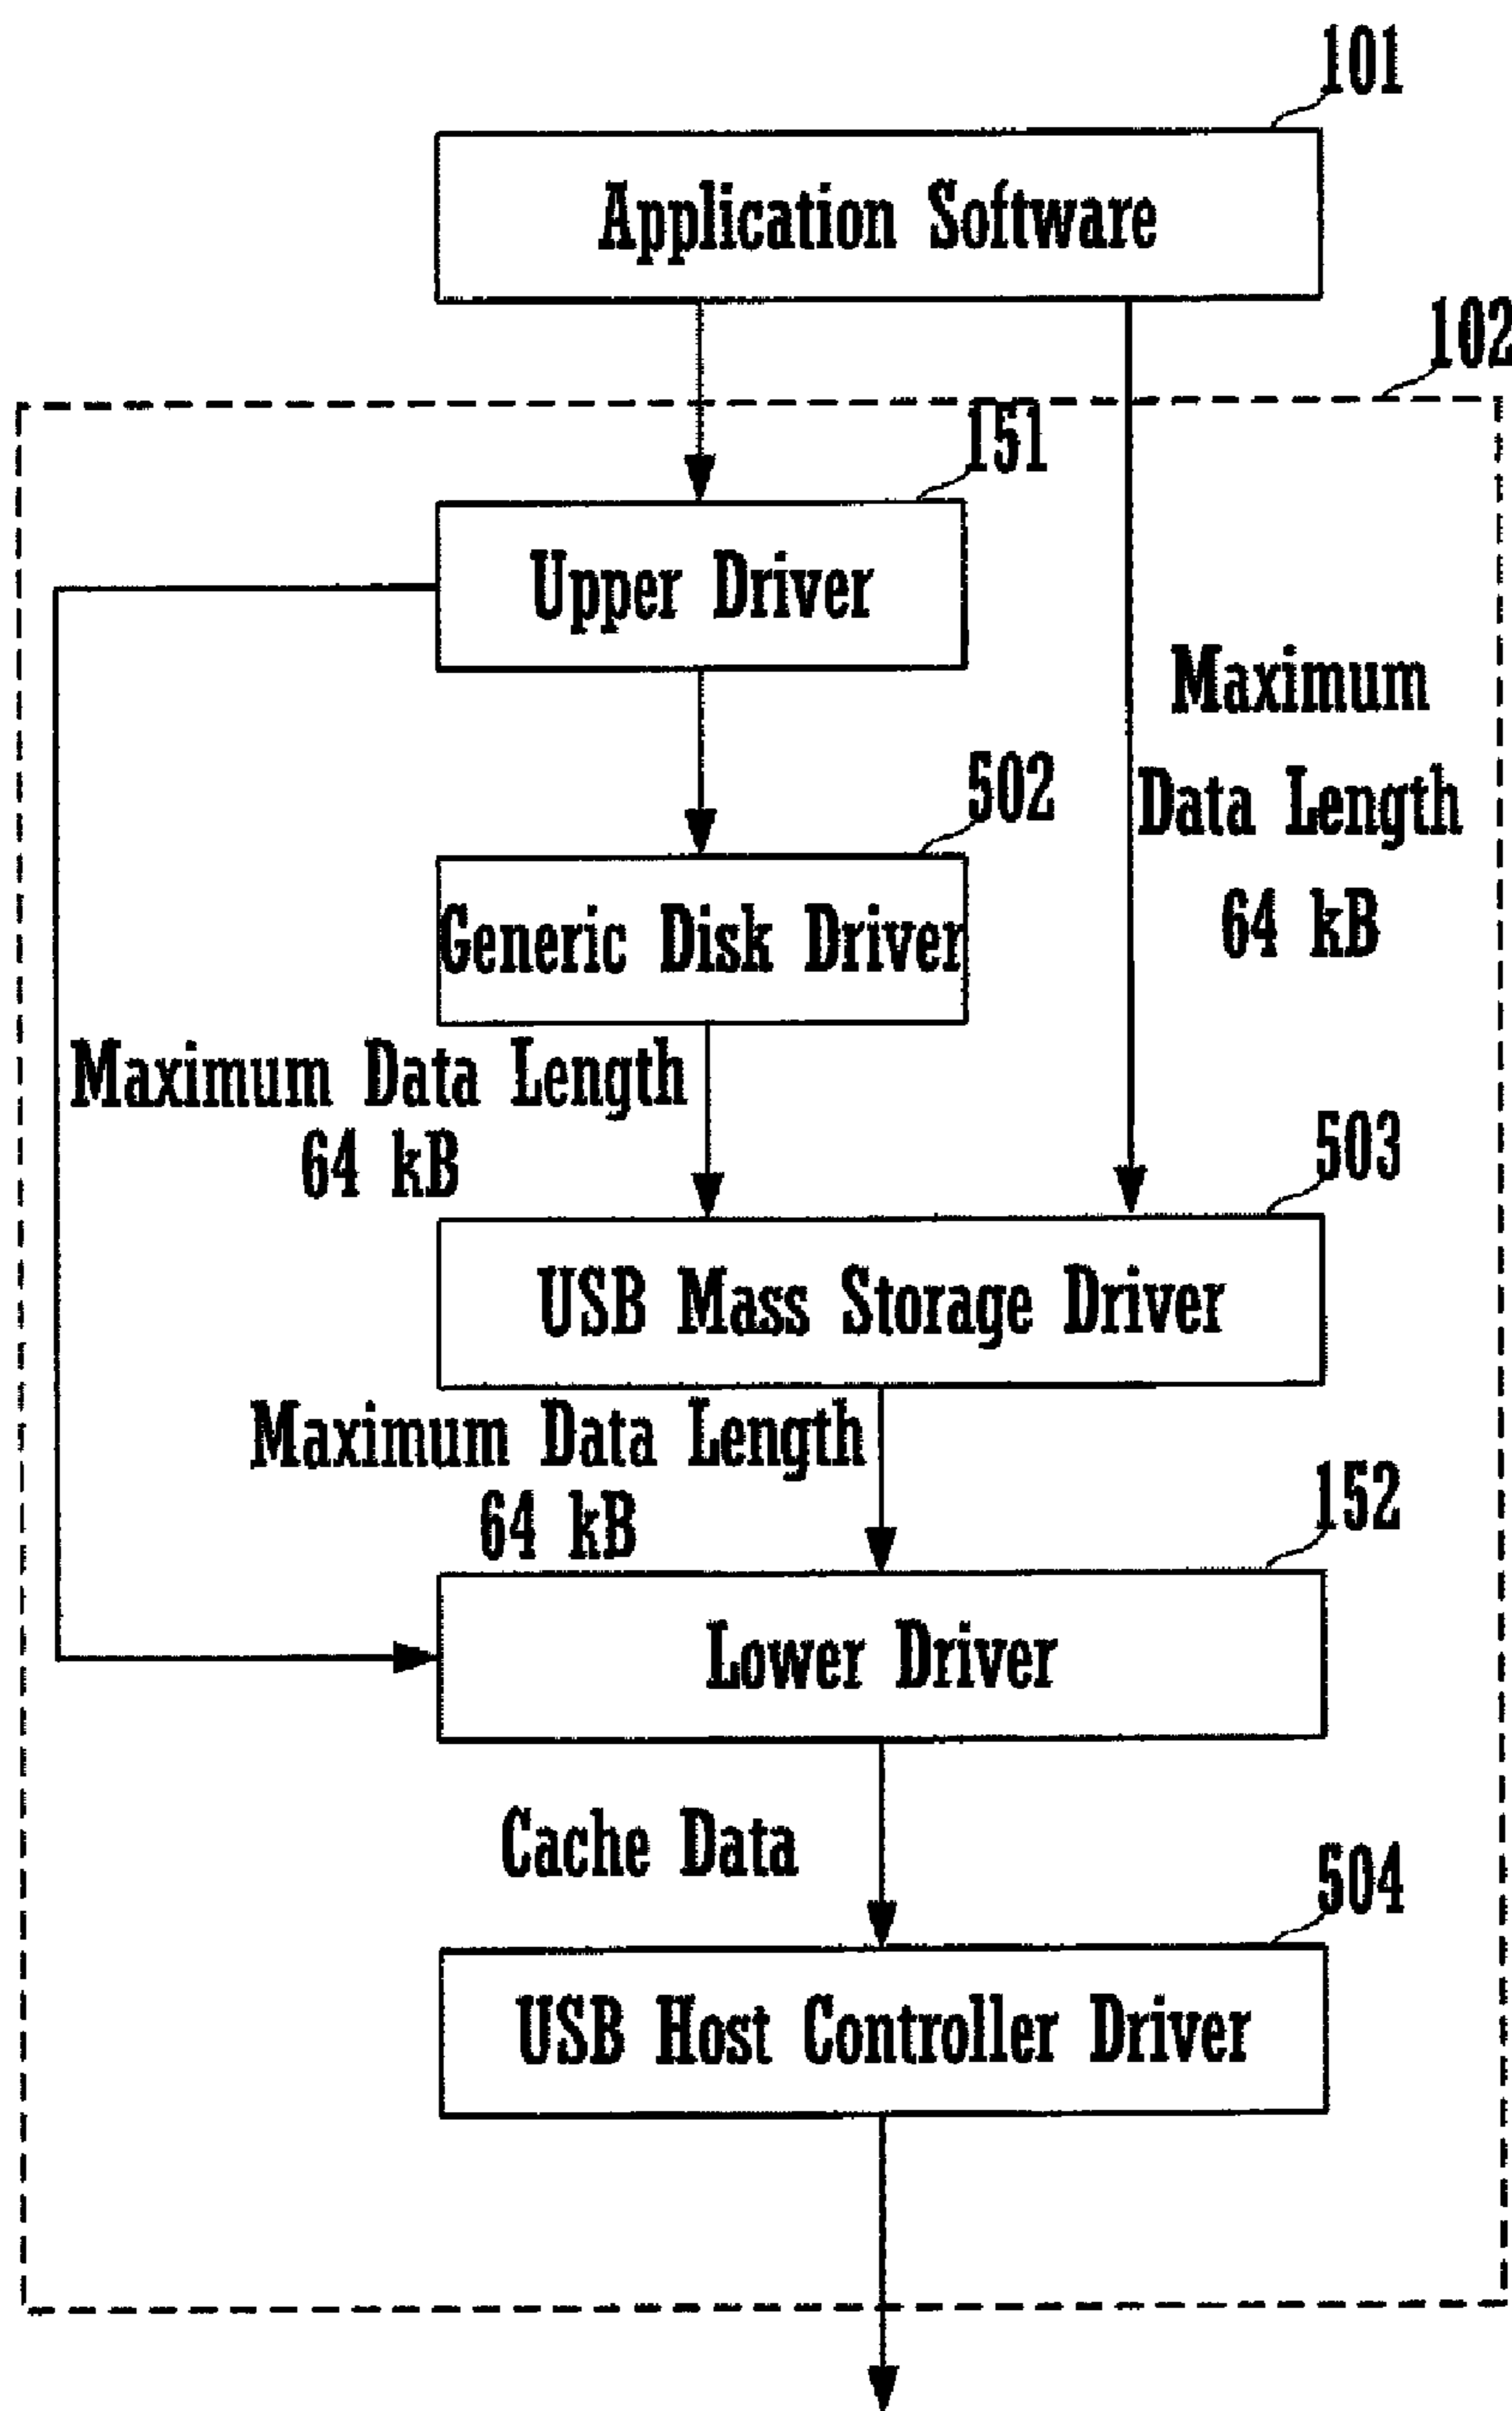 101
Application Software
102
151
Upper Driver
Maximum
Data Length
64 kB
502
Generic Disk Driver
Maximum Data Length
64 kB
503
USB Mass Storage Driver
Maximum Data Length
64 kB
152
Lower Driver
Cache Data
504
USB Host Controller Driver